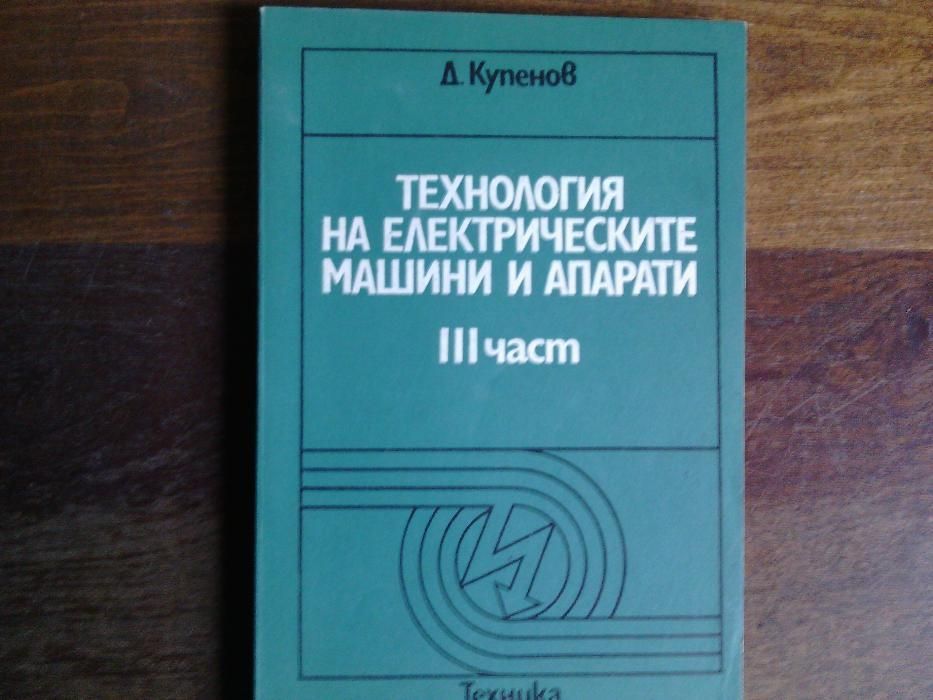 Д. Купенов
ТЕХНОЛОГИЯ
НА ЕЛЕКТРИЧЕСКИТЕ
МАШИНИ И АПАРАТИ
III част
Техника